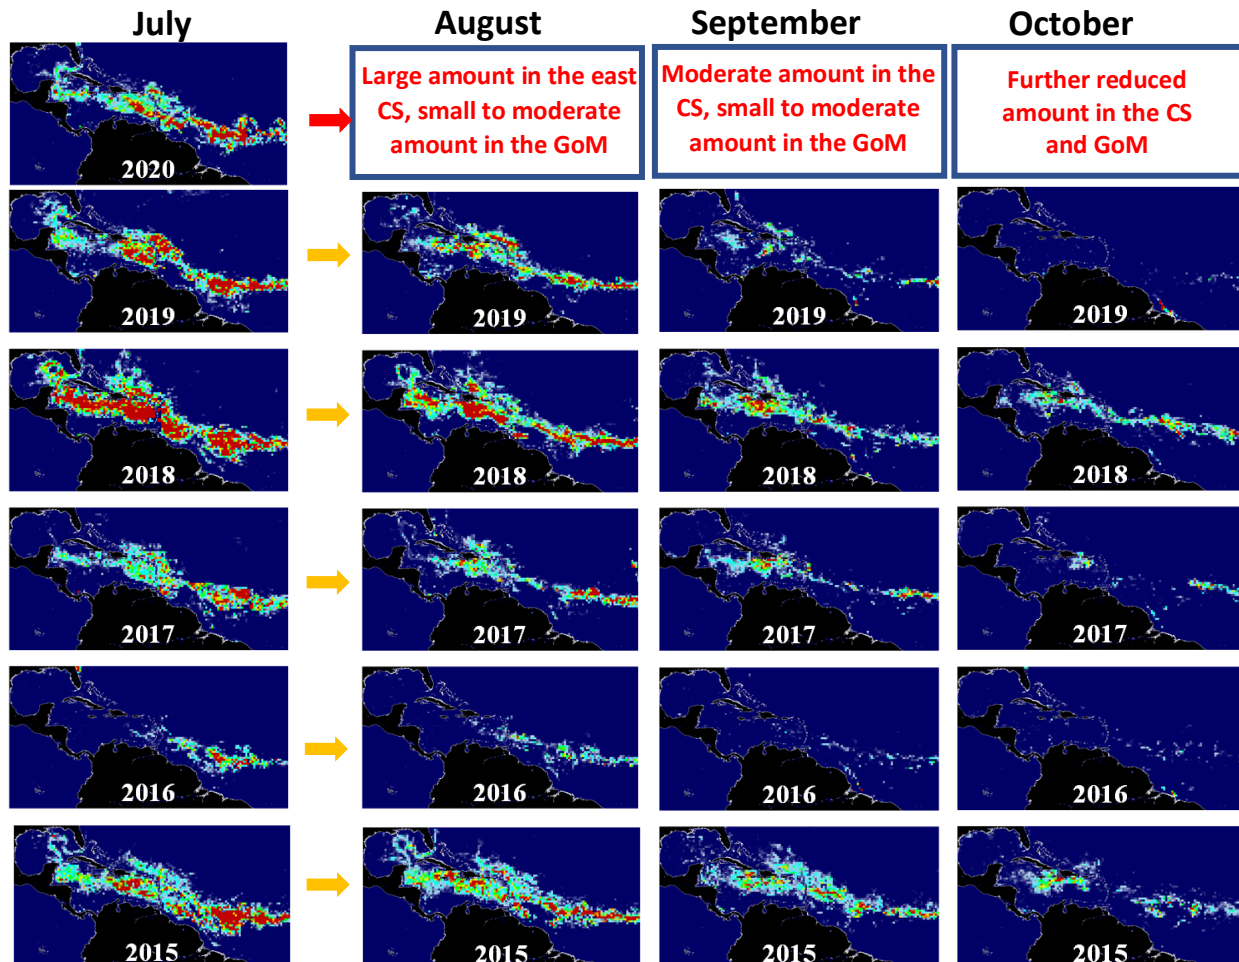 July
August
September
October
Large amount in the east
CS, small to moderate
amount in the GoM
Moderate amount in the
CS, small to moderate
amount in the GoM
Further reduced
amount in the CS
and GoM
2020
2019
2019
2019
2019
2018
2018
2018
2018
2017
2017
2017
2017
2016
2016
2016
2016
2015
2015
2015
2015